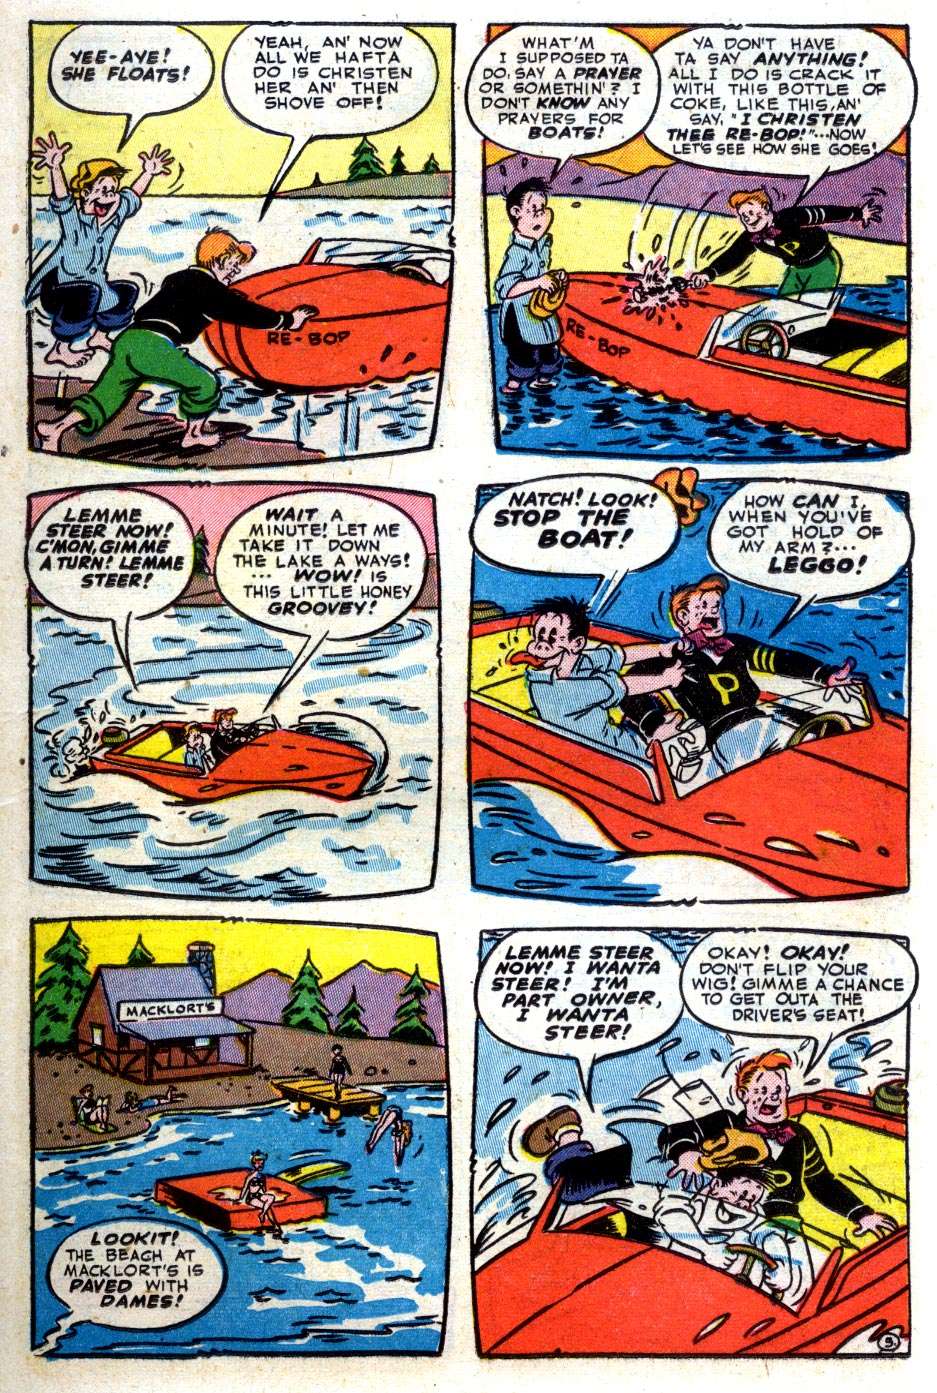 YEE-AYE!
SHE FLOATS!
YEAH, AN' NOW
ALL WE HAFTA
DO IS CHRISTEN
HER AN' THEN
SHOVE OFF!
RE-BOP
WHAT'M
I SUPPOSED TA
DO, SAY A PRAYER
OR SOMETHIN'? I
DON'T KNOW ANY
PRAYERS FOR
BOATS!
YA DON'T HAVE
TA SAY ANYTHING!
ALL I DO IS CRACK IT
WITH THIS BOTTLE OF
COKE, LIKE THIS, AN'
SAY, "I CHRISTEN
THEE RE-BOP!"...NOW
LET'S SEE HOW SHE GOES!
P
RE-BOP
LEMME
STEER NOW!
C'MON, GIMME
A TURN! LEMME
STEER!
WAIT A
MINUTE! LET ME
TAKE IT DOWN
THE LAKE A WAYS!
... WOW! IS
THIS LITTLE HONEY
GROOVEY!
NATCH! LOOK!
STOP THE
BOAT!
HOW CAN I,
WHEN YOU'VE
GOT HOLD OF
MY ARM?...
LEGGO!
P
MACKLORT'S
LOOKIT!
THE BEACH AT
MACKLORT'S IS
PAVED WITH
DAMES!
LEMME STEER
NOW! I WANTA
STEER! I'M
PART OWNER,
I WANTA
STEER!
OKAY! OKAY!
DON'T FLIP YOUR
WIG! GIMME A CHANCE
TO GET OUTA THE
DRIVER'S SEAT!
P
3.